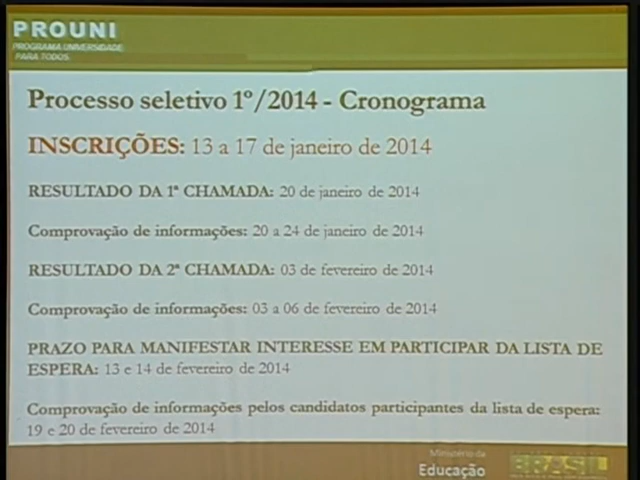 PROUNI
PROGRAMA UNIVERSIDADE
PARA TODOS
Processo seletivo 1º/2014 - Cronograma
INSCRIÇÕES: 13 a 17 de janeiro de 2014
RESULTADO DA 1ª CHAMADA: 20 de janeiro de 2014
Comprovação de informações: 20 a 24 de janeiro de 2014
RESULTADO DA 2ª CHAMADA: 03 de fevereiro de 2014
Comprovação de informações: 03 a 06 de fevereiro de 2014
PRAZO PARA MANIFESTAR INTERESSE EM PARTICIPAR DA LISTA DE
ESPERA: 13 e 14 de fevereiro de 2014
Comprovação de informações pelos candidatos participantes da lista de espera:
19 e 20 de fevereiro de 2014
Ministério da
Educação
BRASIL